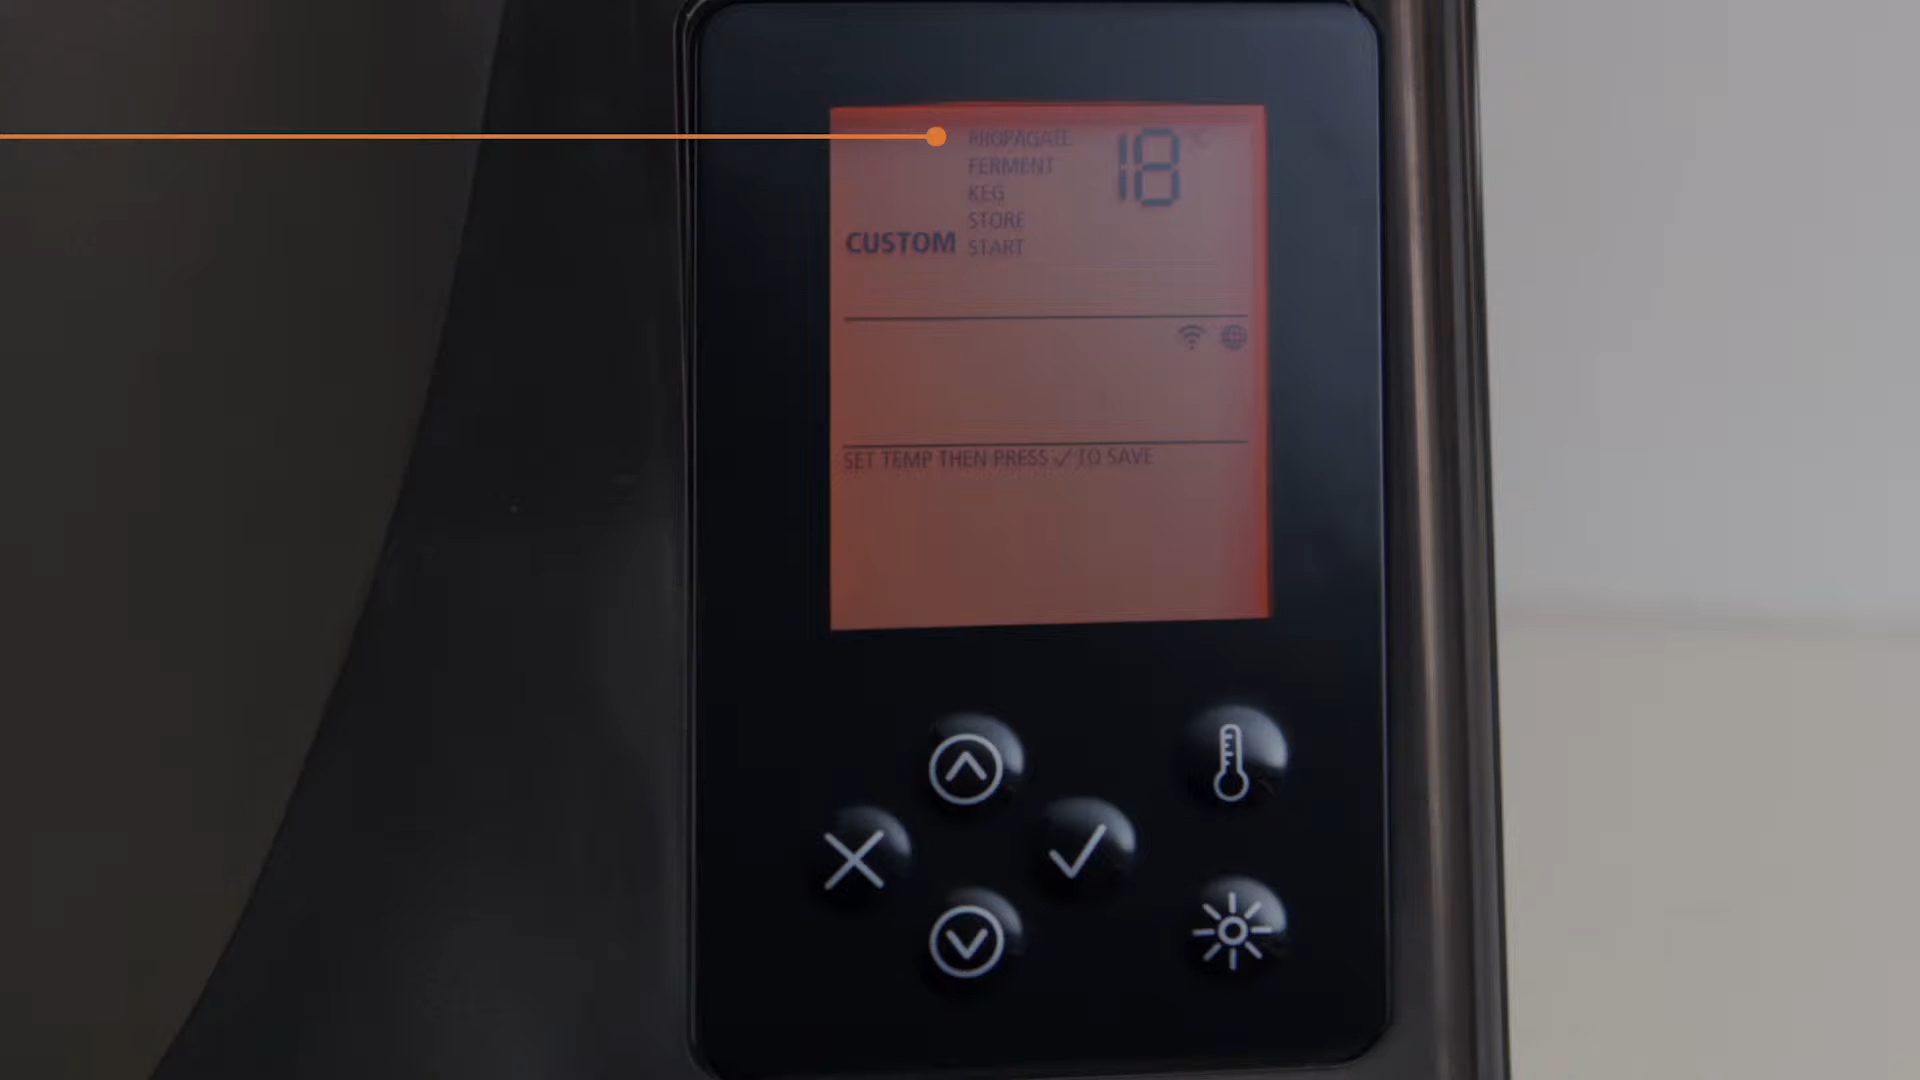 PROPAGATE 18 °C
FERMENT
KEG
STORE
CUSTOM START
SET TEMP THEN PRESS ✓ TO SAVE